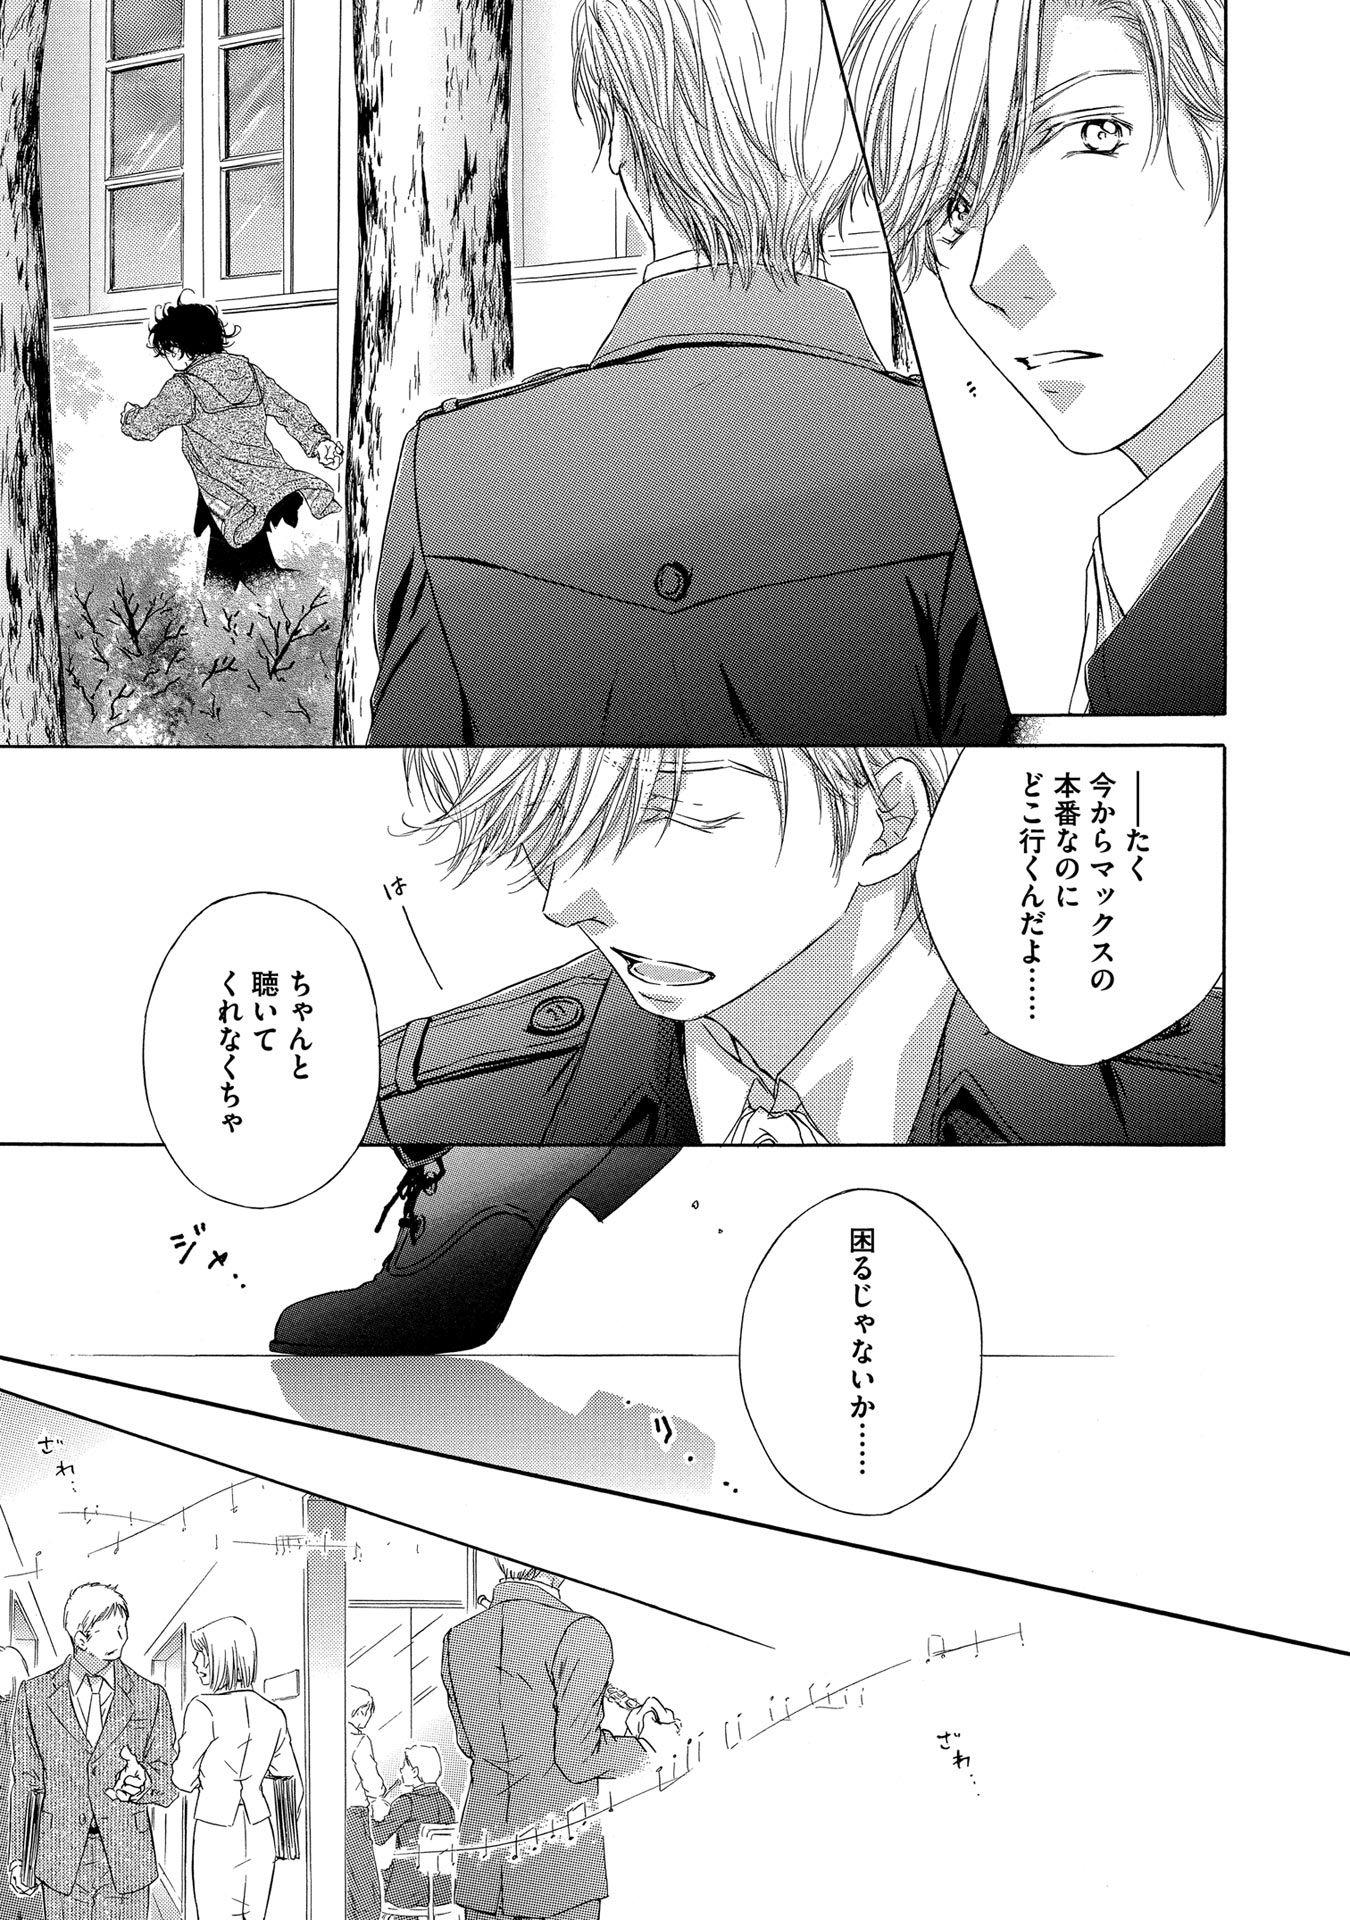 ――たく
今からマックスの
本番なのに
どこ行くんだよ……
は
ちゃんと
聴いて
くれなくちゃ
困るじゃないか……
ジャ‥
ざわ…
ざわ…